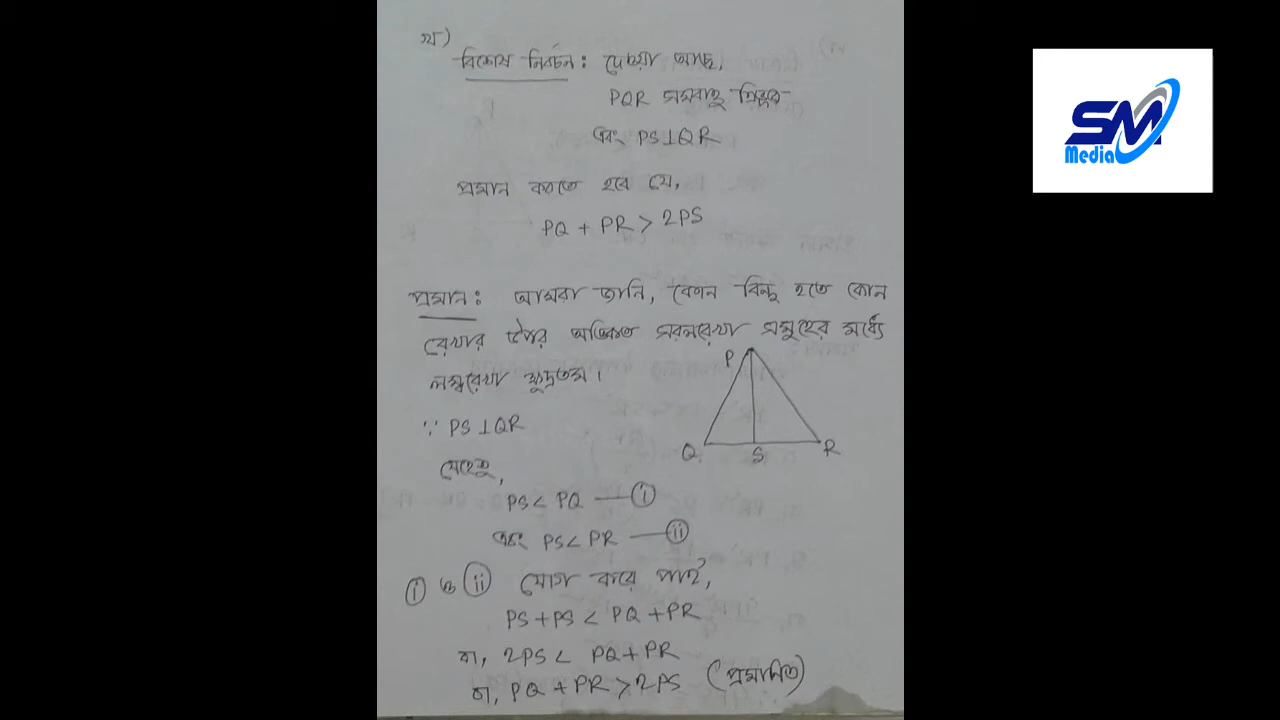 খ)
বিশেষ নির্বচন : দেওয়া আছে,
PQR সমবাহু ত্রিভুজ
এবং PS⊥QR
প্রমান করতে হবে যে,
PQ + PR > 2PS
প্রমান : আমরা জানি, কোন বিন্দু হতে কোন
রেখার উপর অঙ্কিত সরলরেখা সমূহের মধ্যে
লম্বরেখা ক্ষুদ্রতম।
P
Q S R
∵ PS⊥QR
যেহেতু,
PS < PQ —— (i)
এবং PS < PR —— (ii)
(i) ও (ii) যোগ করে পাই,
PS + PS < PQ + PR
বা, 2PS < PQ + PR
বা, PQ + PR > 2PS (প্রমানিত)
SM
Media